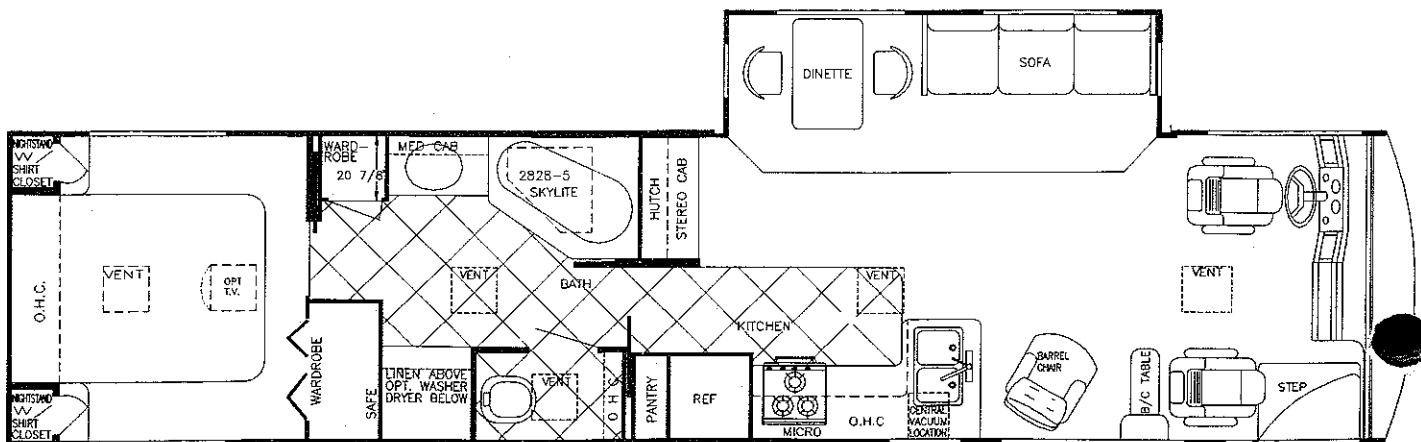 NIGHTSTAND
W
SHIRT
CLOSET
O.H.C.
VENT
OPT
T.V.
NIGHTSTAND
W
SHIRT
CLOSET
WARD-
ROBE
20 7/8
MED CAB
2828-5
SKYLITE
HUTCH
STEREO CAB
VENT
BATH
WARDROBE
SAFE
LINEN ABOVE
OPT. WASHER
DRYER BELOW
VENT
O H C
PANTRY
REF
KITCHEN
VENT
MICRO
O.H.C
CENTRAL
VACUUM
LOCATION
DINETTE
SOFA
VENT
BARREL
CHAIR
B/C TABLE
STEP